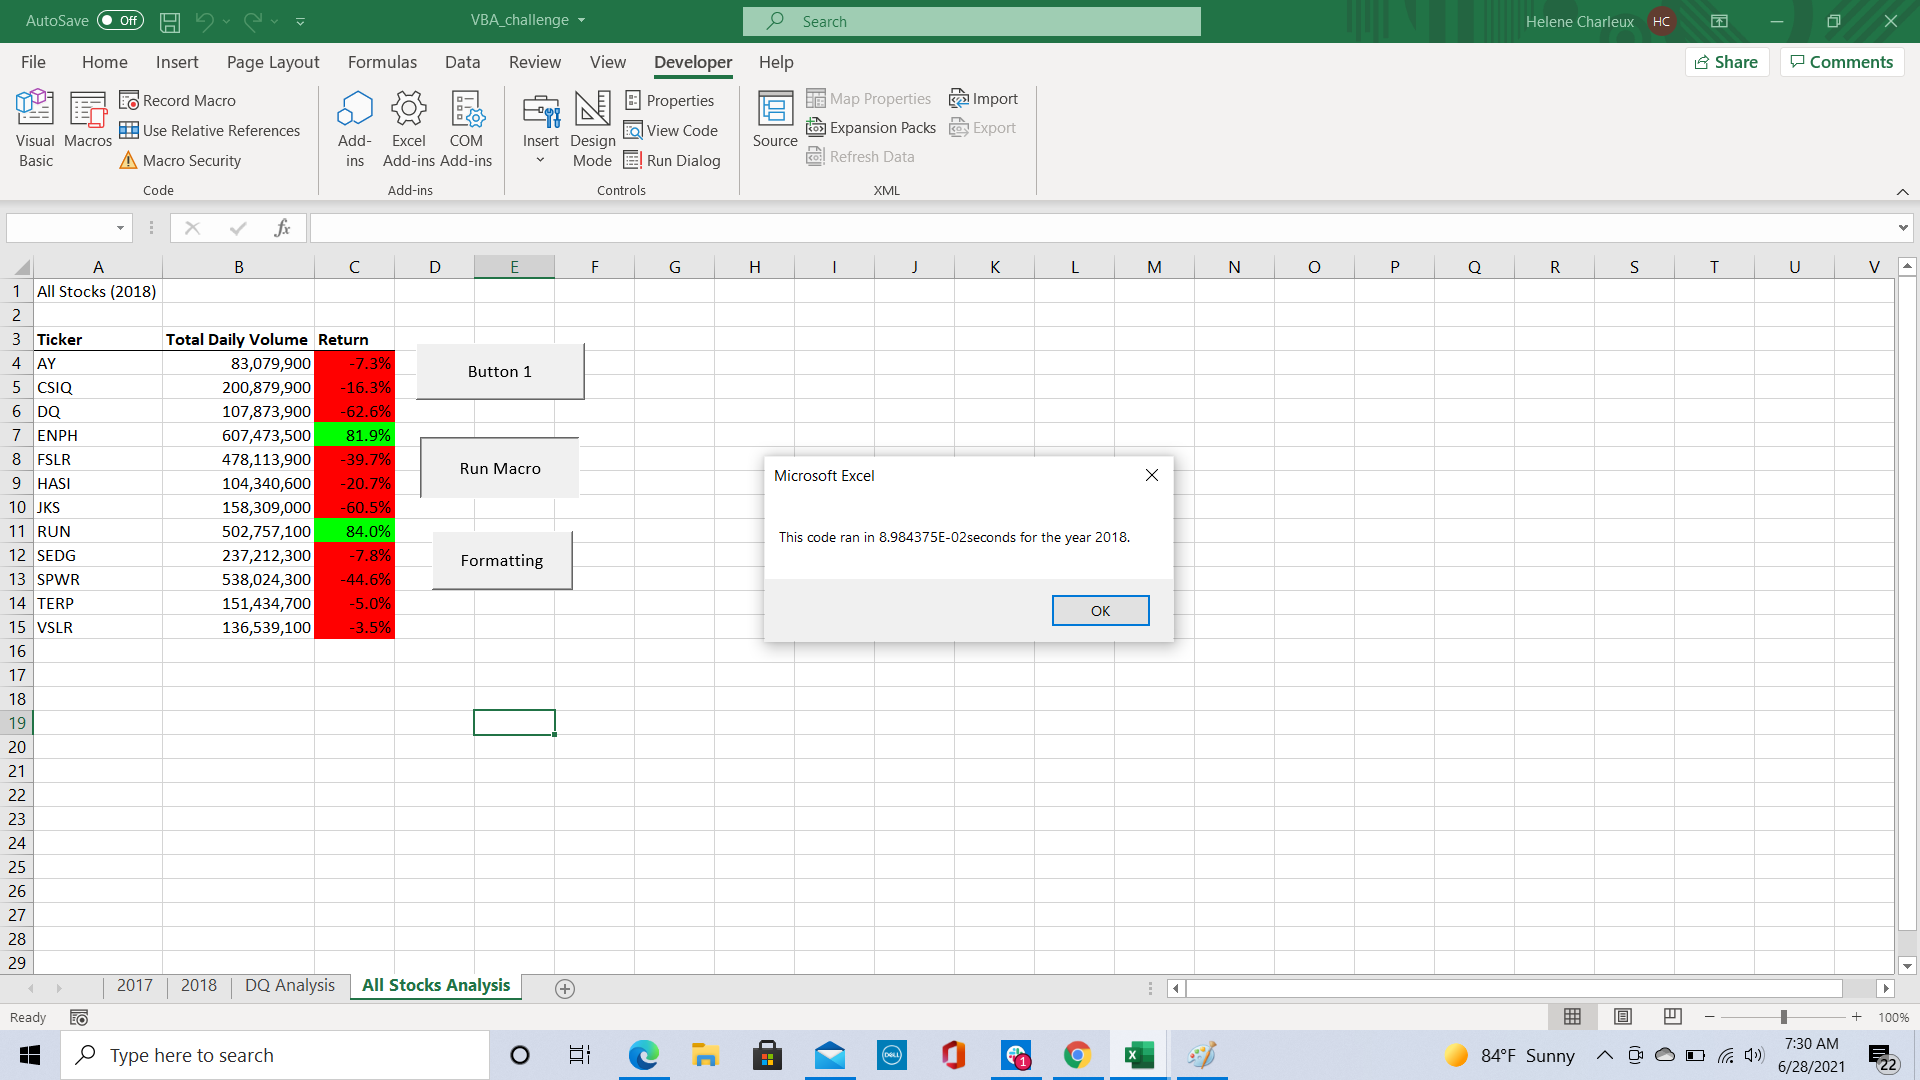 AutoSave Off VBA_challenge Search Helene Charleux HC
File Home Insert Page Layout Formulas Data Review View Developer Help Share Comments
Visual Basic
Macros
Record Macro
Use Relative References
Macro Security
Code
Add-ins
Excel Add-ins
COM Add-ins
Add-ins
Insert
Design Mode
Properties
View Code
Run Dialog
Controls
Source
Map Properties
Expansion Packs
Refresh Data
Import
Export
XML
fx
A B C D E F G H I J K L M N O P Q R S T U V
1 All Stocks (2018)
2
3 Ticker Total Daily Volume Return
4 AY 83,079,900 -7.3%
5 CSIQ 200,879,900 -16.3%
6 DQ 107,873,900 -62.6%
7 ENPH 607,473,500 81.9%
8 FSLR 478,113,900 -39.7%
9 HASI 104,340,600 -20.7%
10 JKS 158,309,000 -60.5%
11 RUN 502,757,100 84.0%
12 SEDG 237,212,300 -7.8%
13 SPWR 538,024,300 -44.6%
14 TERP 151,434,700 -5.0%
15 VSLR 136,539,100 -3.5%
16
17
18
19
20
21
22
23
24
25
26
27
28
29
Button 1
Run Macro
Formatting
Microsoft Excel
This code ran in 8.984375E-02seconds for the year 2018.
OK
2017 2018 DQ Analysis All Stocks Analysis
Ready 100%
Type here to search DELL 1 84°F Sunny 7:30 AM
6/28/2021 22